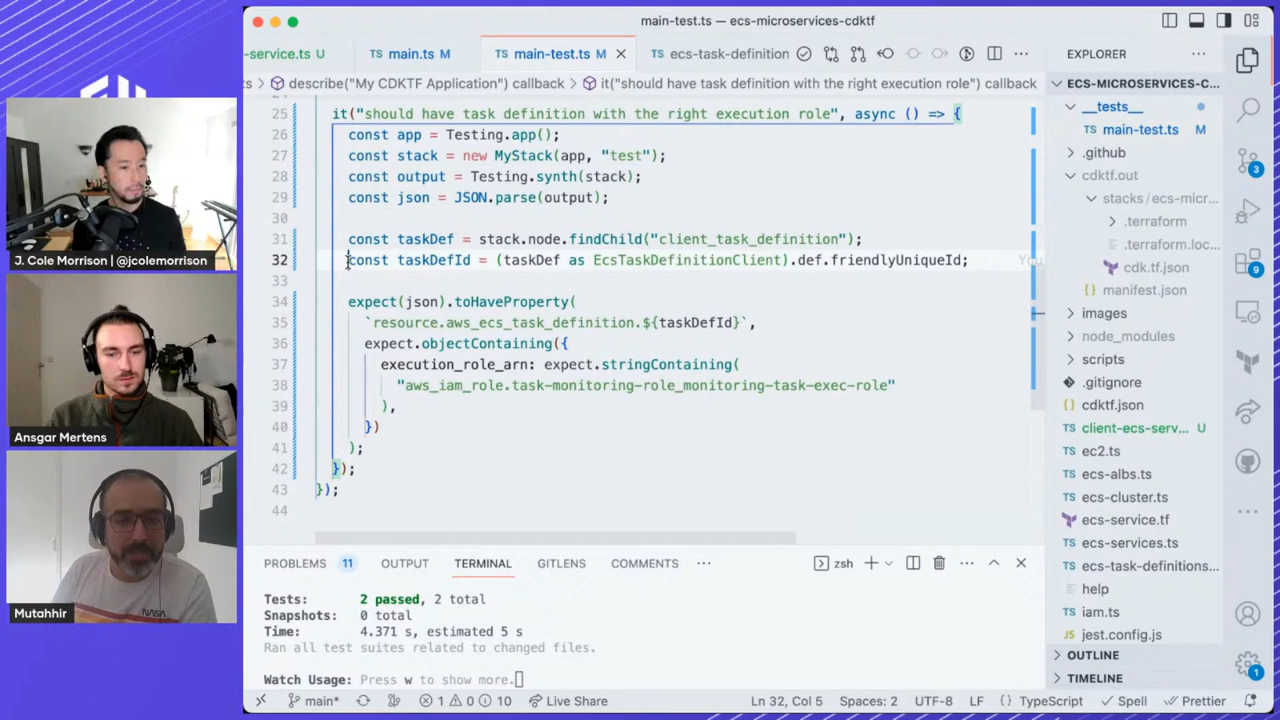 main-test.ts — ecs-microservices-cdktf
-service.ts U
TS main.ts M
TS main-test.ts M
TS ecs-task-definition
EXPLORER
s > describe("My CDKTF Application") callback > it("should have task definition with the right execution role") callback
25 it("should have task definition with the right execution role", async () => {
26 const app = Testing.app();
27 const stack = new MyStack(app, "test");
28 const output = Testing.synth(stack);
29 const json = JSON.parse(output);
30
31 const taskDef = stack.node.findChild("client_task_definition");
32 const taskDefId = (taskDef as EcsTaskDefinitionClient).def.friendlyUniqueId; You
33
34 expect(json).toHaveProperty(
35 `resource.aws_ecs_task_definition.${taskDefId}`,
36 expect.objectContaining({
37 execution_role_arn: expect.stringContaining(
38 "aws_iam_role.task-monitoring-role_monitoring-task-exec-role"
39 ),
40 })
41 );
42 });
43 });
44
ECS-MICROSERVICES-C...
__tests__
TS main-test.ts M
.github
cdktf.out
stacks / ecs-micr...
.terraform
.terraform.loc...
cdk.tf.json
manifest.json
images
node_modules
scripts
.gitignore
cdktf.json
client-ecs-serv... U
TS ec2.ts
TS ecs-albs.ts
TS ecs-cluster.ts
ecs-service.tf
TS ecs-services.ts
TS ecs-task-definitions...
help
TS iam.ts
TS jest.config.js
OUTLINE
TIMELINE
3
9
1
PROBLEMS 11 OUTPUT TERMINAL GITLENS COMMENTS ...
zsh
Tests: 2 passed, 2 total
Snapshots: 0 total
Time: 4.371 s, estimated 5 s
Ran all test suites related to changed files.
Watch Usage: Press w to show more.
main* 1 0 10 Live Share Ln 32, Col 5 Spaces: 2 UTF-8 LF {} TypeScript Spell Prettier
J. Cole Morrison | @jcolemorrison
Ansgar Mertens
NASA
Mutahhir